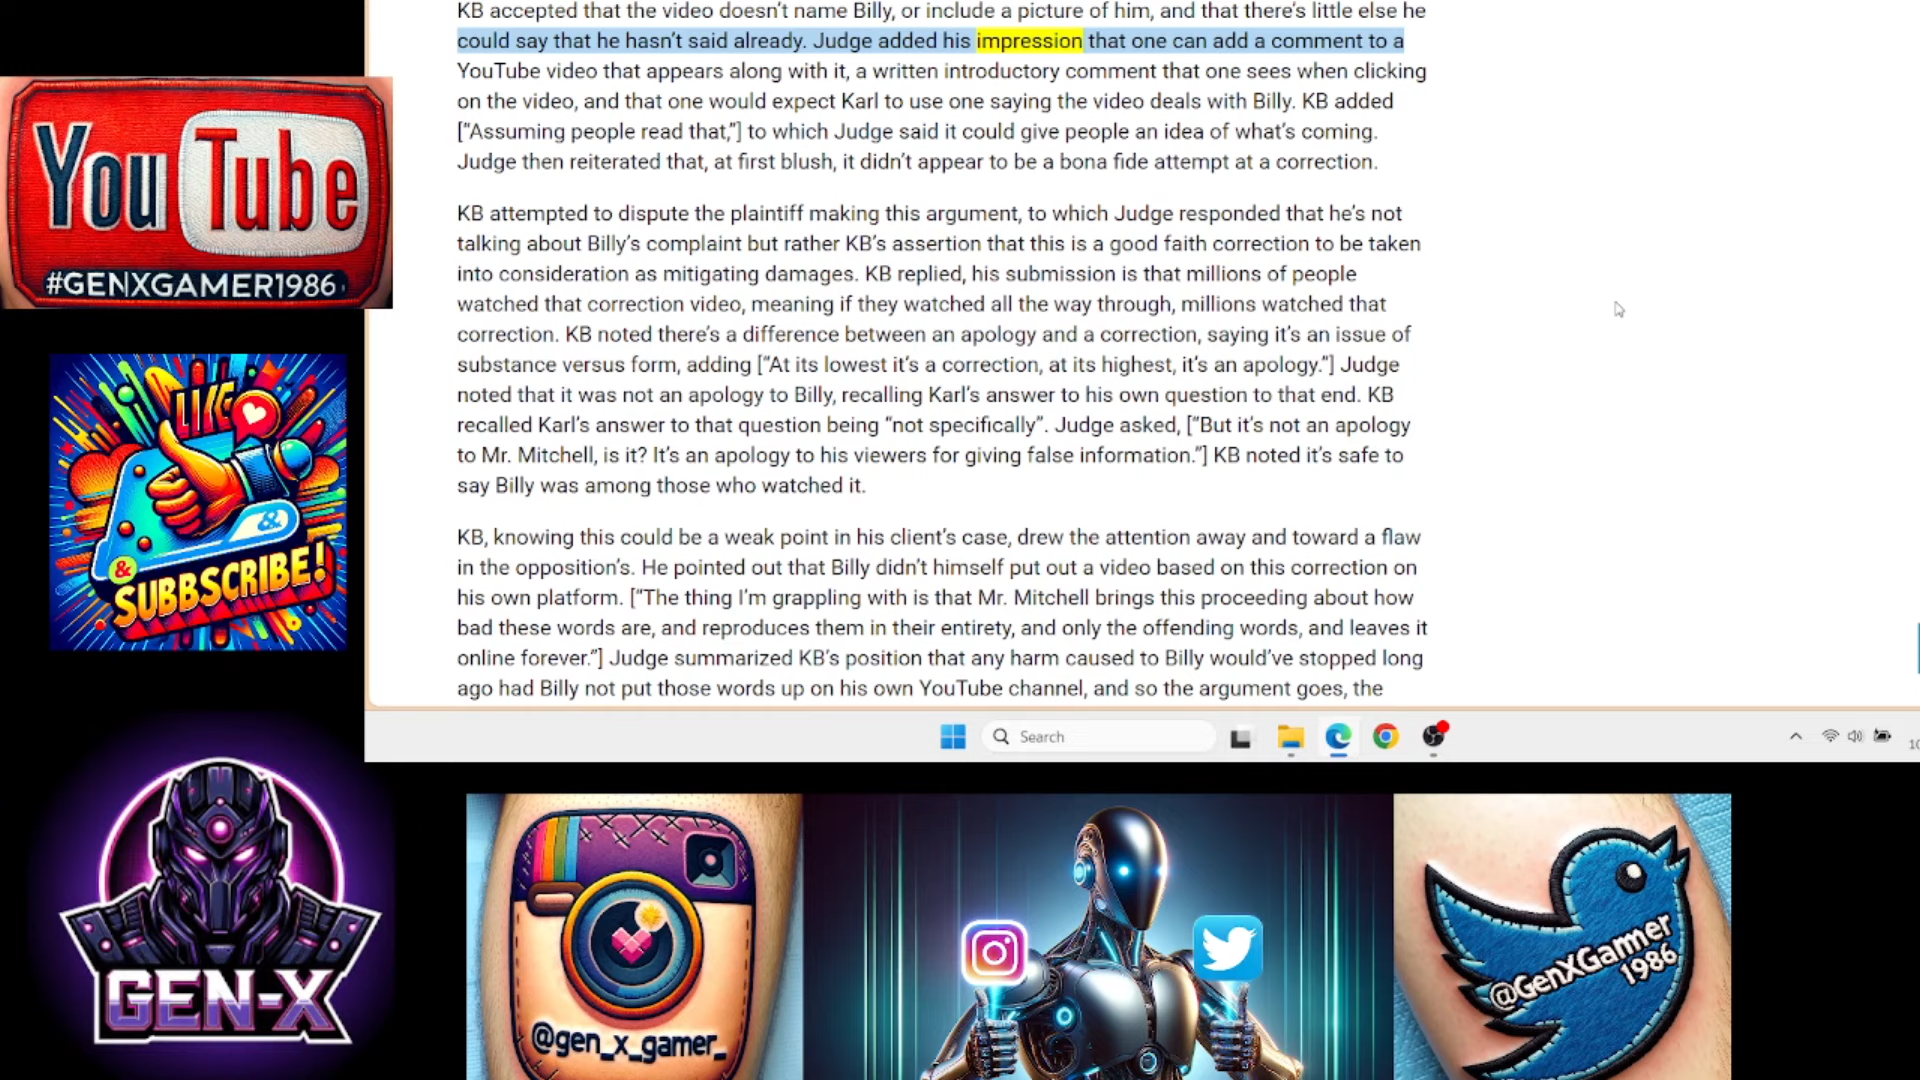 KB accepted that the video doesn't name Billy, or include a picture of him, and that there's little else he
could say that he hasn't said already. Judge added his impression that one can add a comment to a
YouTube video that appears along with it, a written introductory comment that one sees when clicking
on the video, and that one would expect Karl to use one saying the video deals with Billy. KB added
[“Assuming people read that,”] to which Judge said it could give people an idea of what's coming.
Judge then reiterated that, at first blush, it didn't appear to be a bona fide attempt at a correction.
KB attempted to dispute the plaintiff making this argument, to which Judge responded that he's not
talking about Billy's complaint but rather KB's assertion that this is a good faith correction to be taken
into consideration as mitigating damages. KB replied, his submission is that millions of people
watched that correction video, meaning if they watched all the way through, millions watched that
correction. KB noted there's a difference between an apology and a correction, saying it's an issue of
substance versus form, adding [“At its lowest it's a correction, at its highest, it's an apology.”] Judge
noted that it was not an apology to Billy, recalling Karl's answer to his own question to that end. KB
recalled Karl's answer to that question being “not specifically”. Judge asked, [“But it's not an apology
to Mr. Mitchell, is it? It's an apology to his viewers for giving false information.”] KB noted it's safe to
say Billy was among those who watched it.
KB, knowing this could be a weak point in his client's case, drew the attention away and toward a flaw
in the opposition's. He pointed out that Billy didn't himself put out a video based on this correction on
his own platform. [“The thing I'm grappling with is that Mr. Mitchell brings this proceeding about how
bad these words are, and reproduces them in their entirety, and only the offending words, and leaves it
online forever.”] Judge summarized KB's position that any harm caused to Billy would've stopped long
ago had Billy not put those words up on his own YouTube channel, and so the argument goes, the
Search
10
YouTube
#GENXGAMER1986
LIKE
&
&
SUBBSCRIBE!
GEN-X
@gen_x_gamer_
@GenXGamer
1986